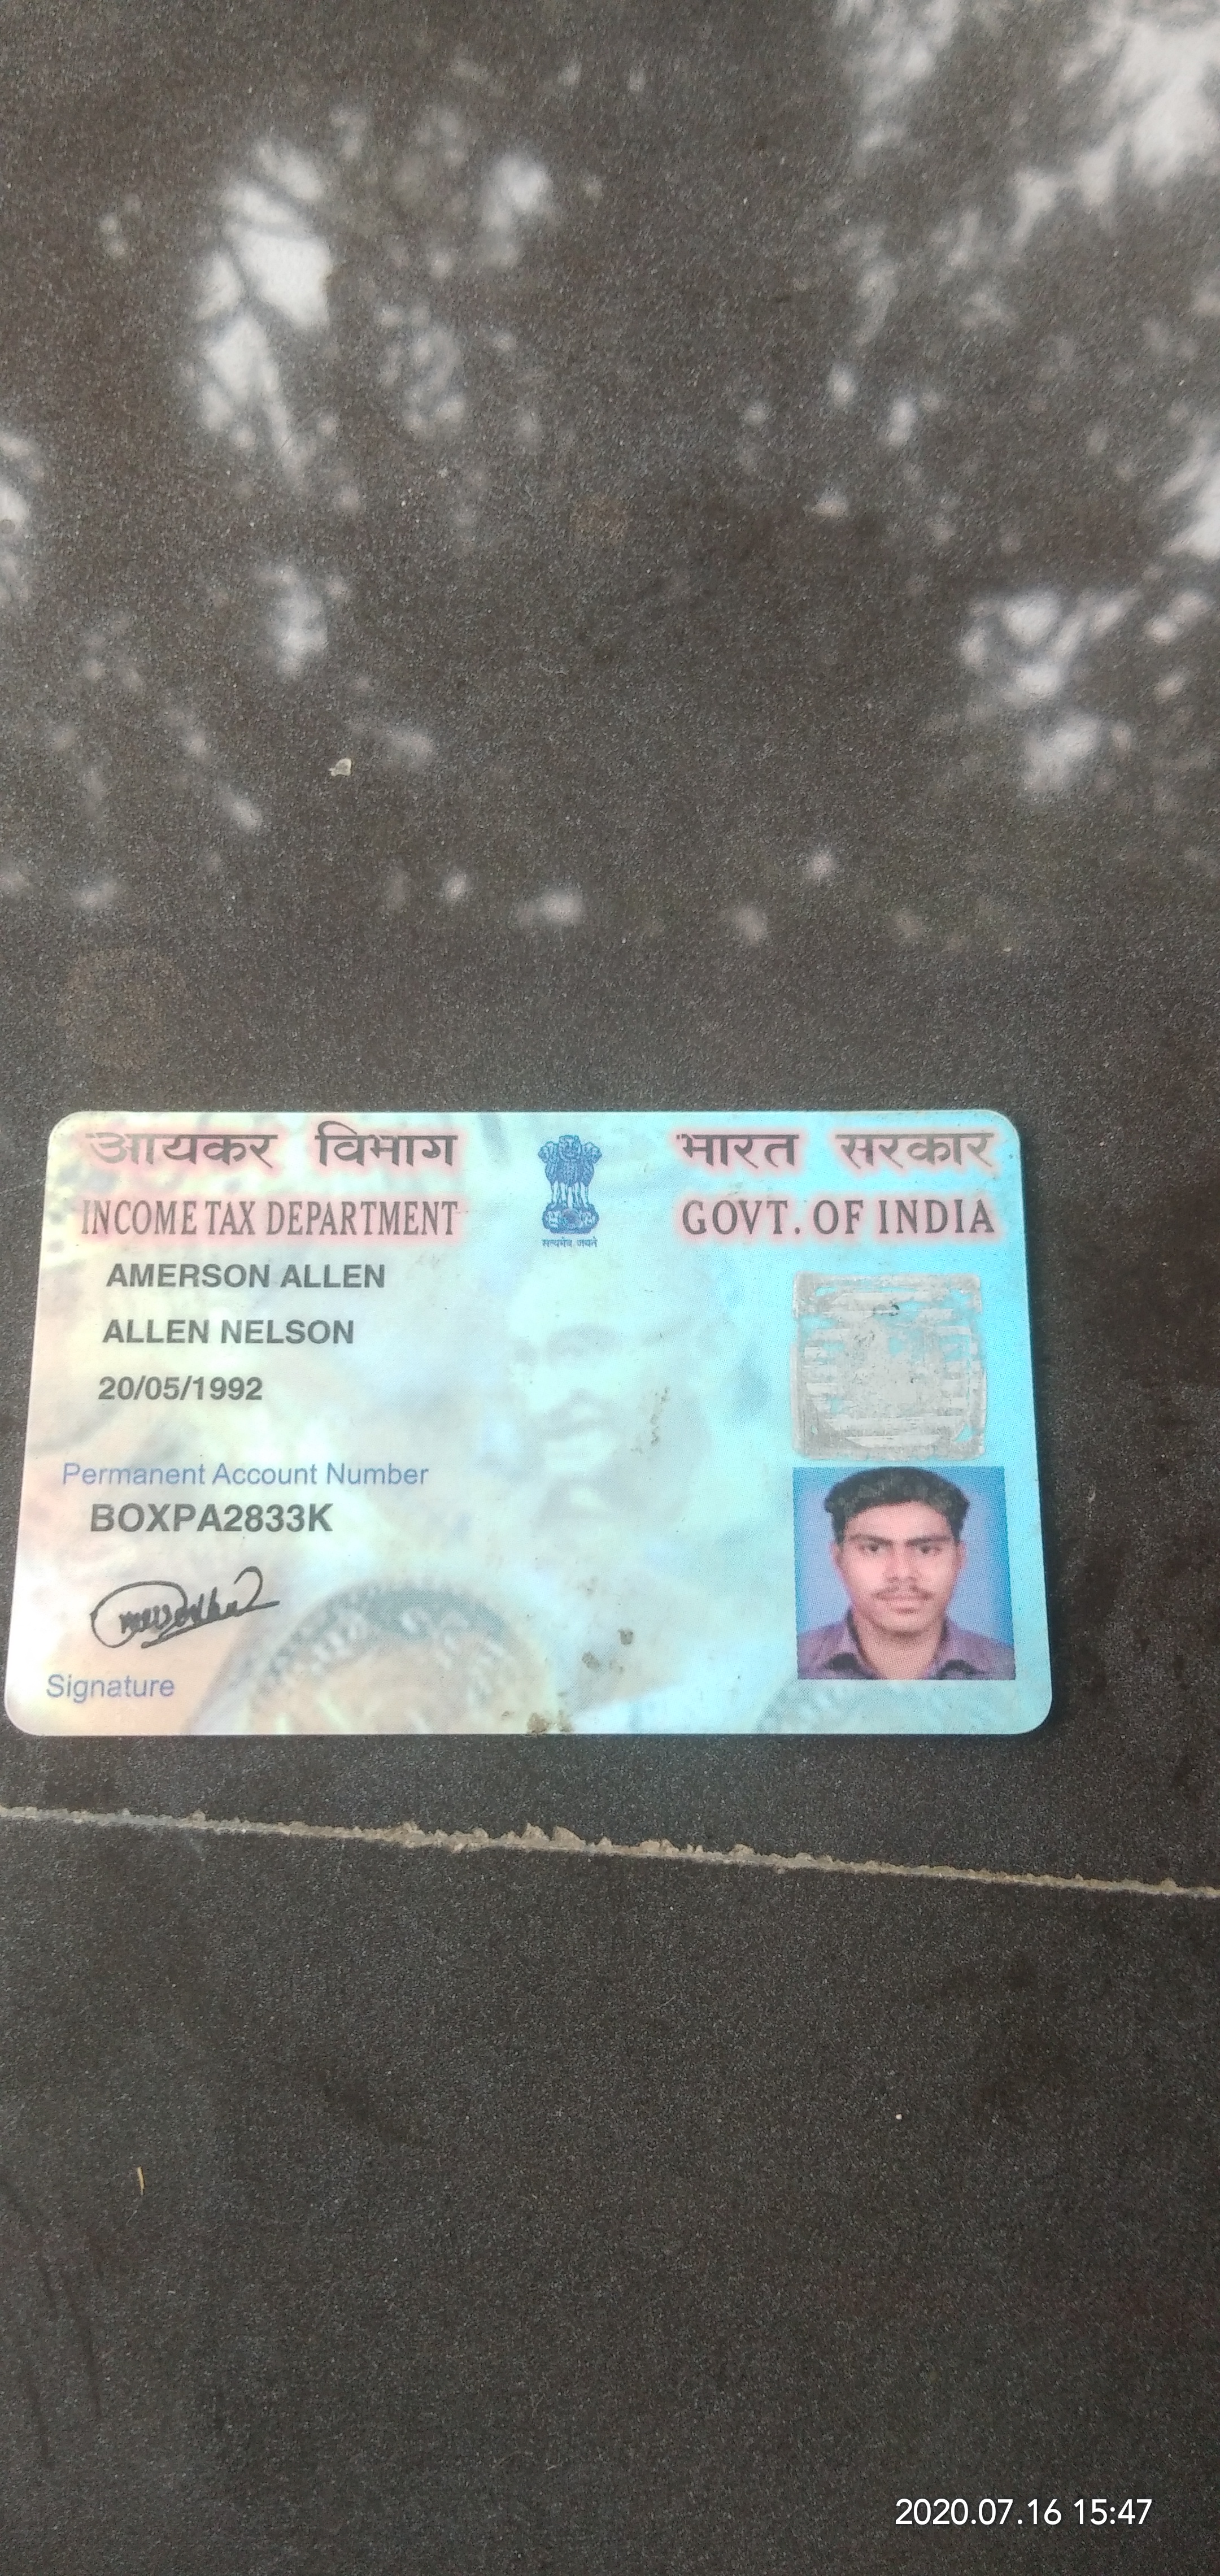 आयकर विभाग
INCOME TAX DEPARTMENT
सत्यमेव जयते
भारत सरकार
GOVT. OF INDIA
AMERSON ALLEN
ALLEN NELSON
20/05/1992
Permanent Account Number
BOXPA2833K
Signature
2020.07.16 15:47